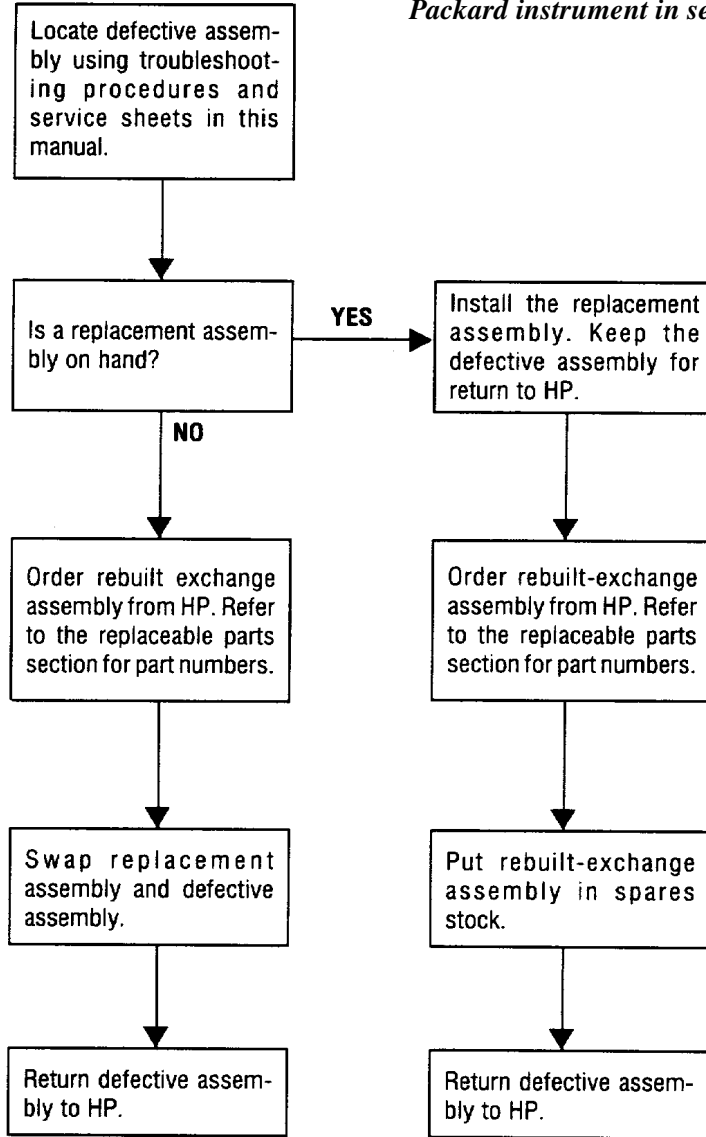 Packard instrument in se
Locate defective assem-
bly using troubleshoot-
ing procedures and
service sheets in this
manual.
Is a replacement assem-
bly on hand?
YES
Install the replacement
assembly. Keep the
defective assembly for
return to HP.
NO
Order rebuilt exchange
assembly from HP. Refer
to the replaceable parts
section for part numbers.
Order rebuilt-exchange
assembly from HP. Refer
to the replaceable parts
section for part numbers.
Swap replacement
assembly and defective
assembly.
Put rebuilt-exchange
assembly in spares
stock.
Return defective assem-
bly to HP.
Return defective assem-
bly to HP.